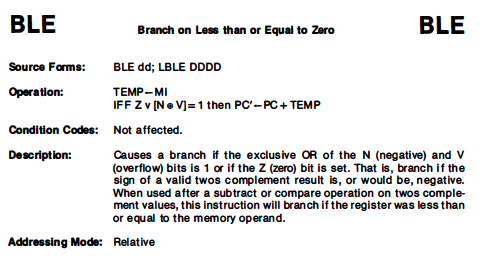 BLE Branch on Less than or Equal to Zero BLE
Source Forms: BLE dd; LBLE DDDD
Operation: TEMP←MI
IFF Z v [N ⊕ V] = 1 then PC'←PC + TEMP
Condition Codes: Not affected.
Description: Causes a branch if the exclusive OR of the N (negative) and V
(overflow) bits is 1 or if the Z (zero) bit is set. That is, branch if the
sign of a valid twos complement result is, or would be, negative.
When used after a subtract or compare operation on twos comple-
ment values, this instruction will branch if the register was less than
or equal to the memory operand.
Addressing Mode: Relative